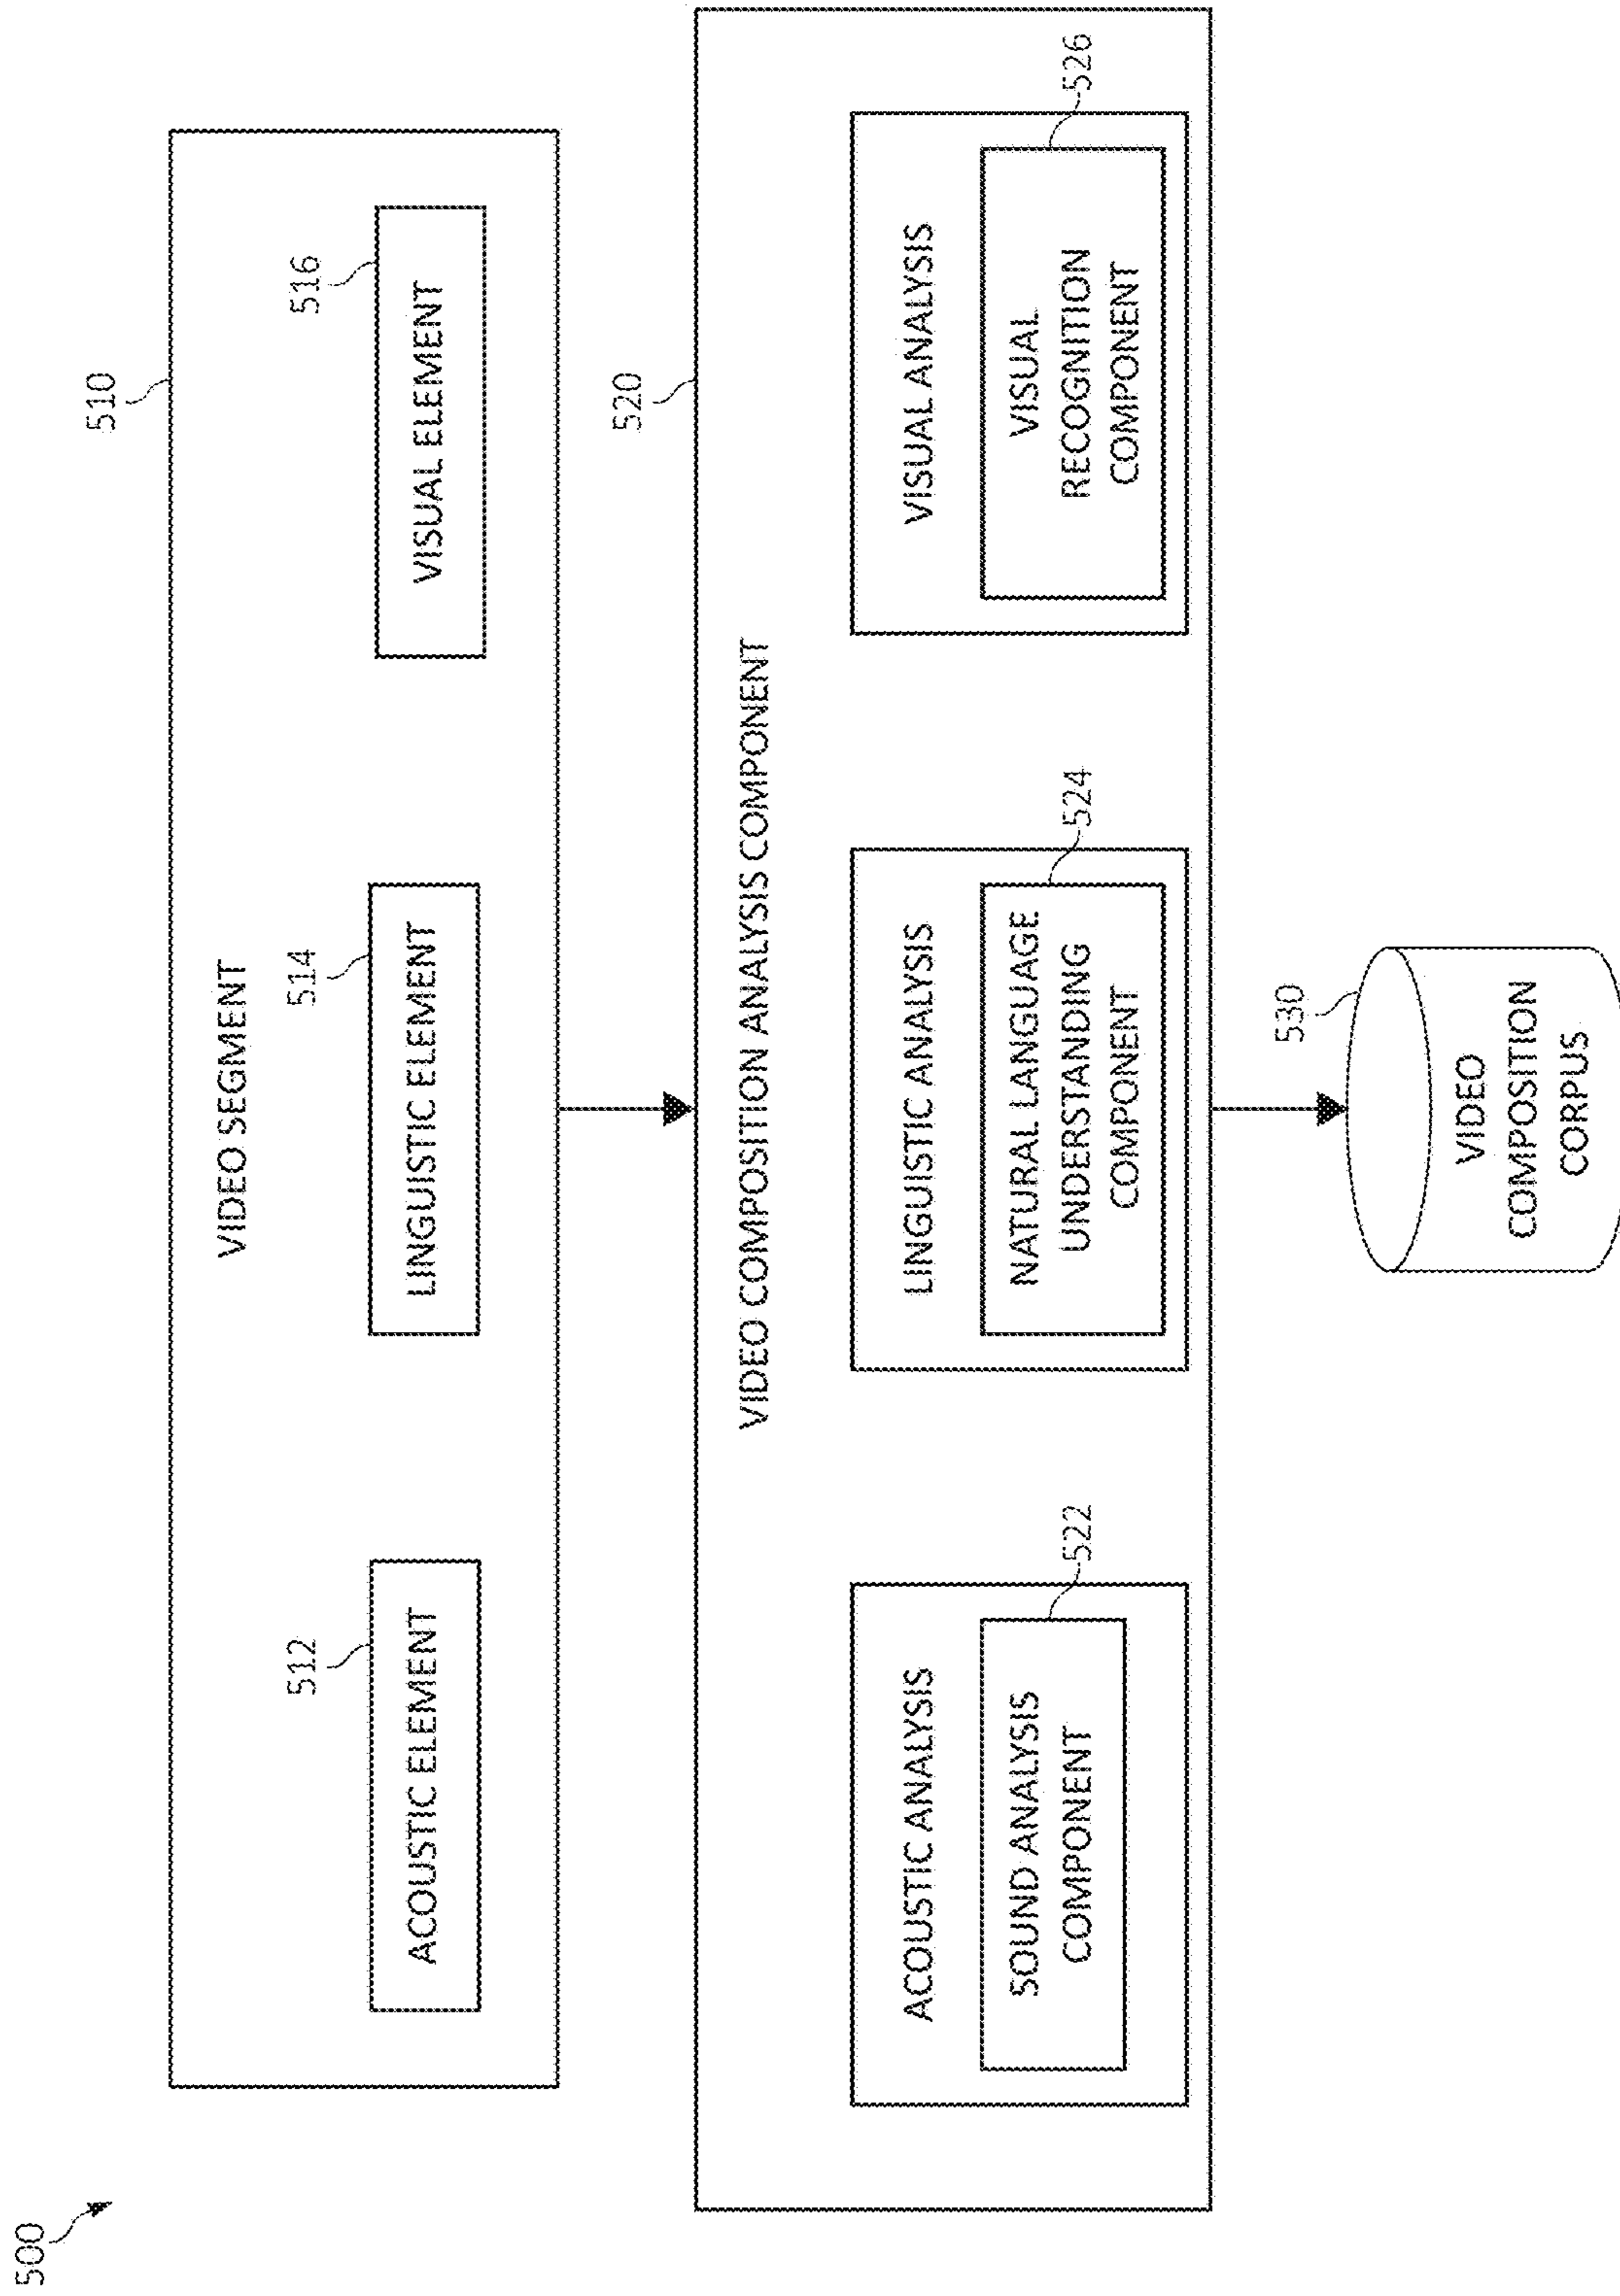 500
510
VIDEO SEGMENT
512
514
516
ACOUSTIC ELEMENT
LINGUISTIC ELEMENT
VISUAL ELEMENT
520
VIDEO COMPOSITION ANALYSIS COMPONENT
ACOUSTIC ANALYSIS
SOUND ANALYSIS
COMPONENT
522
LINGUISTIC ANALYSIS
NATURAL LANGUAGE
UNDERSTANDING
COMPONENT
524
VISUAL ANALYSIS
VISUAL
RECOGNITION
COMPONENT
526
530
VIDEO
COMPOSITION
CORPUS